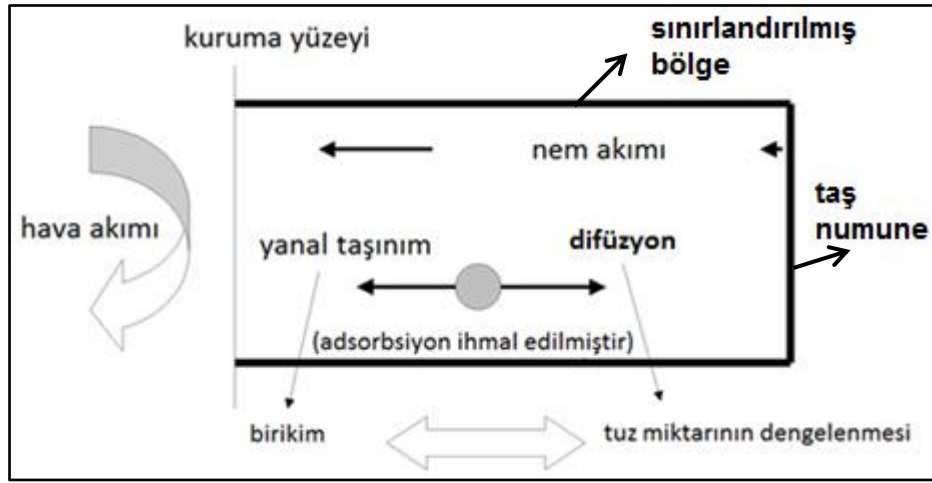 kuruma yüzeyi
sınırlandırılmış
bölge
nem akımı
taş
numune
hava akımı
yanal taşınım
difüzyon
(adsorbsiyon ihmal edilmiştir)
birikim
tuz miktarının dengelenmesi